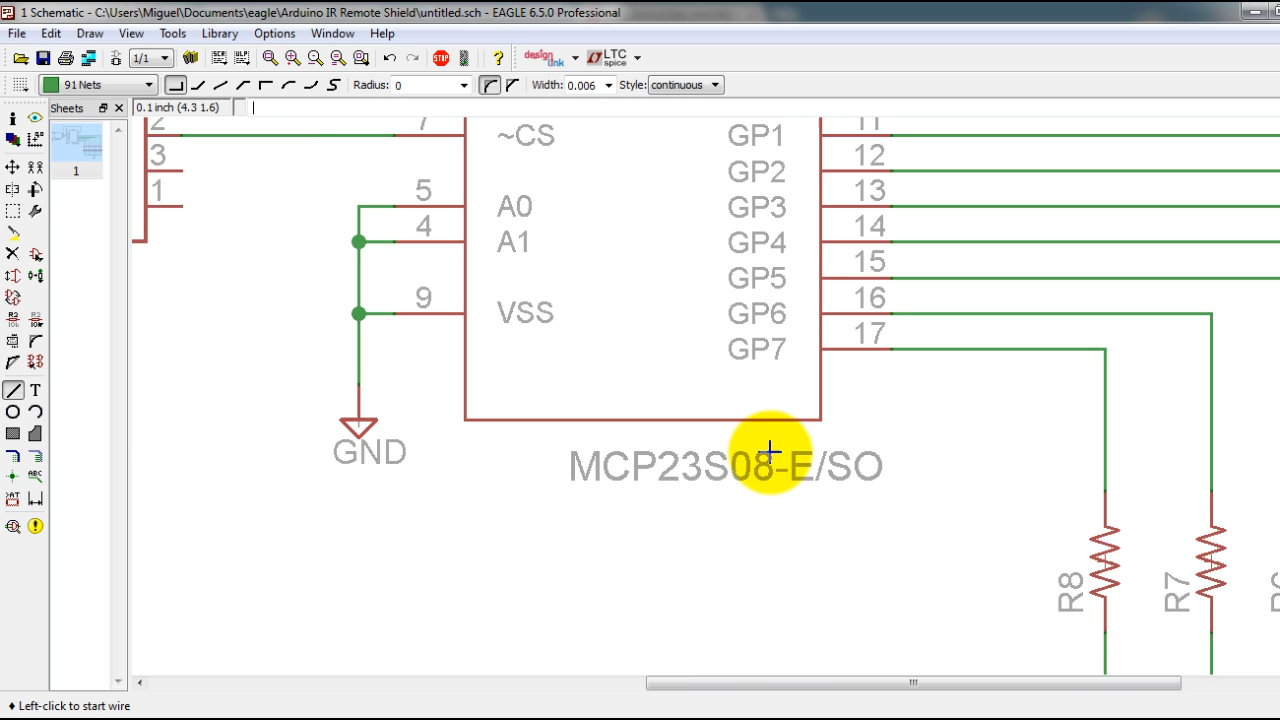 1 Schematic - C:\Users\Miguel\Documents\eagle\Arduino IR Remote Shield\untitled.sch - EAGLE 6.5.0 Professional
File Edit Draw View Tools Library Options Window Help
1/1 SCR ULP STOP ? design link LTC spice
91 Nets Radius: 0 Width: 0.006 Style: continuous
Sheets 0.1 inch (4.3 1.6)
1
2 7 ~CS GP1 11
3 GP2 12
1 5 A0 GP3 13
4 A1 GP4 14
GP5 15
9 VSS GP6 16
GP7 17
GND
MCP23S08-E/SO
R8 R7
Left-click to start wire